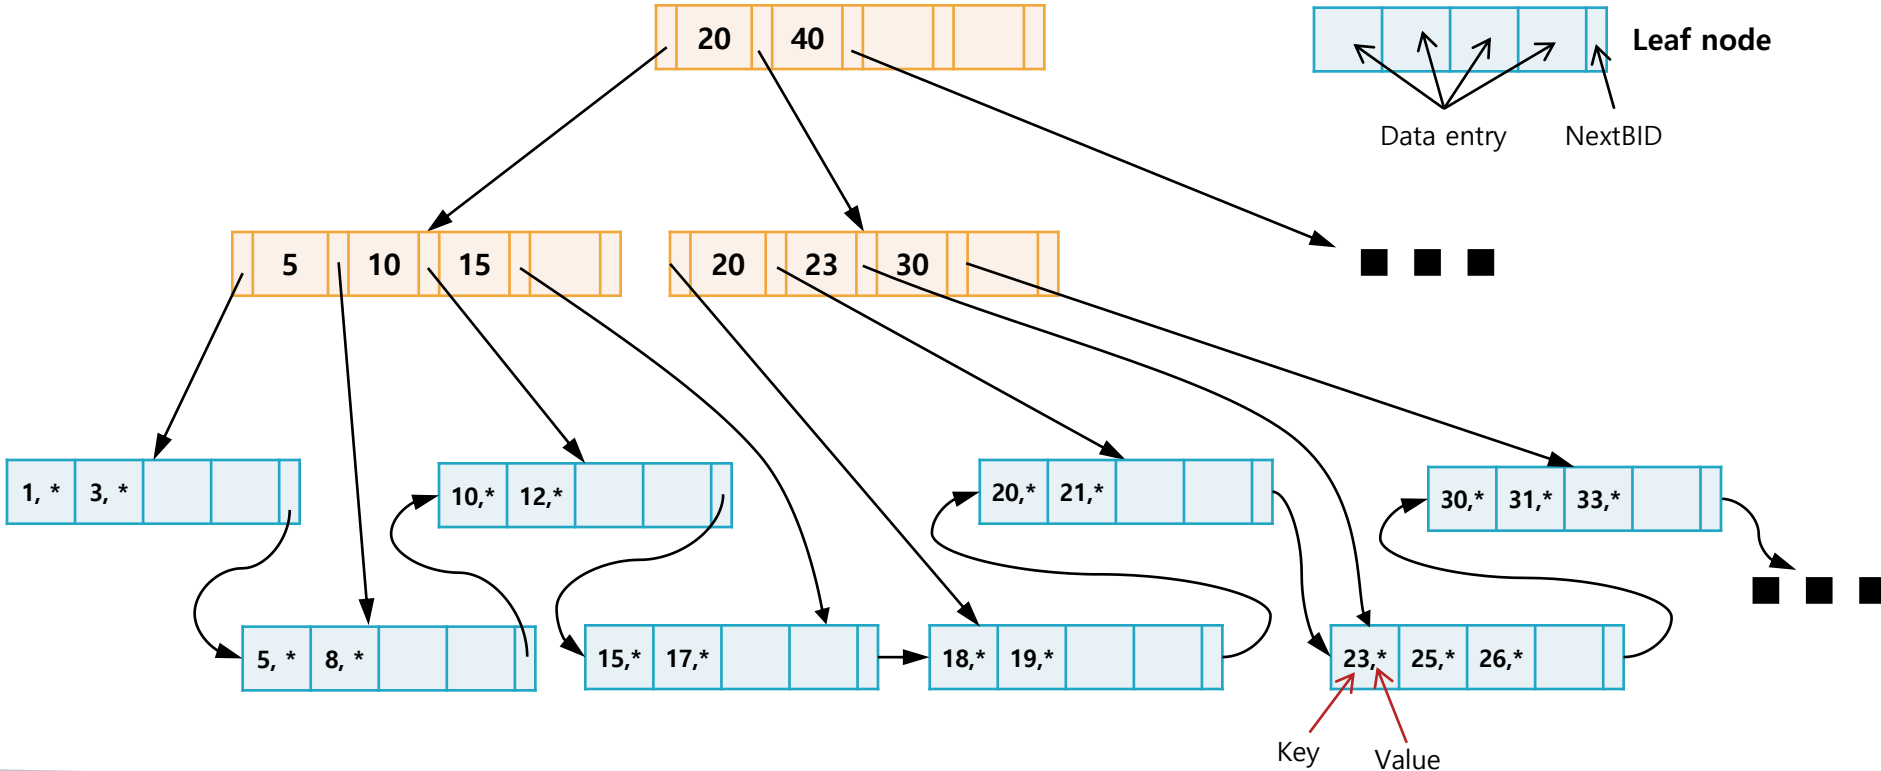 20 40
Leaf node
Data entry NextBID
5 10 15
20 23 30
1, * 3, *
10,* 12,*
20,* 21,*
30,* 31,* 33,*
5, * 8, *
15,* 17,*
18,* 19,*
23,* 25,* 26,*
Key Value